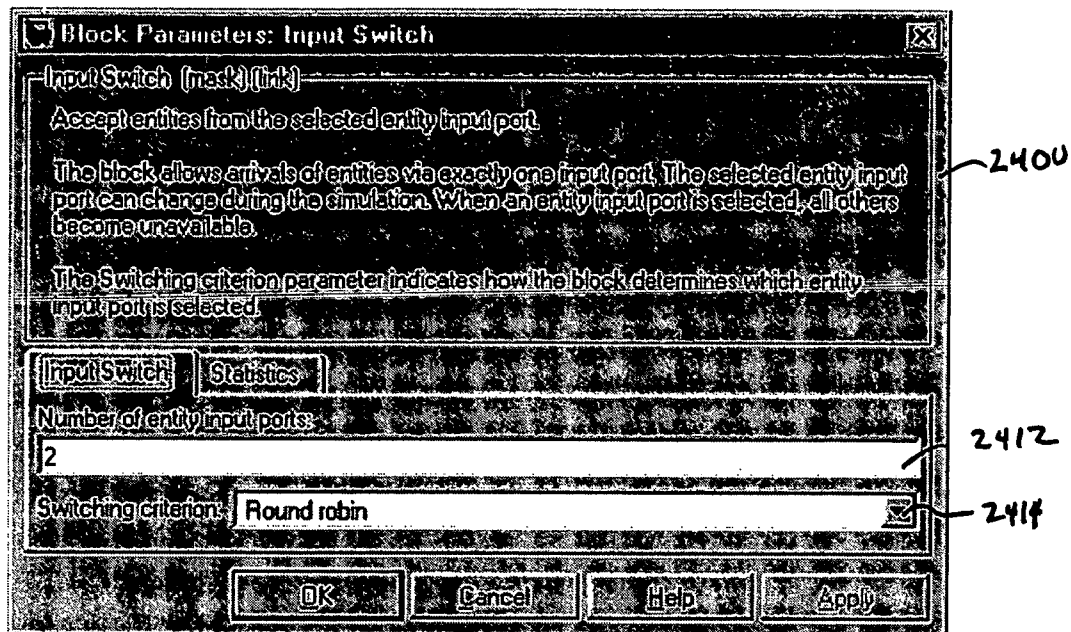 Block Parameters: Input Switch
Input Switch (mask) (link)
Accept entities from the selected entity input port.
The block allows arrivals of entities via exactly one input port. The selected entity input
port can change during the simulation. When an entity input port is selected, all others
become unavailable.
The Switching criterion parameter indicates how the block determines which entity
input port is selected.
2400
Input Switch
Statistics
Number of entity input ports:
2
2412
Switching criterion: Round robin
2414
OK
Cancel
Help
Apply